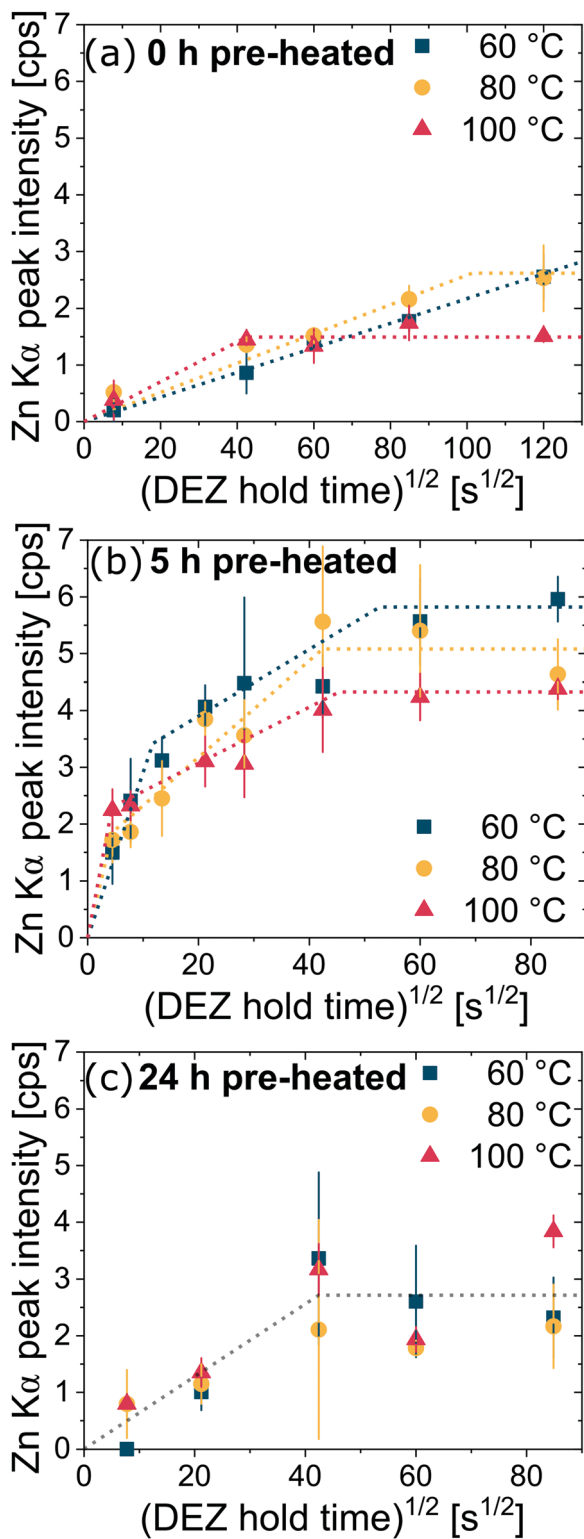 7
6
5
4
3
2
1
0
Zn Kα peak intensity [cps]
(a) 0 h pre-heated
60 °C
80 °C
100 °C
0 20 40 60 80 100 120
(DEZ hold time)^1/2 [s^1/2]
7
6
5
4
3
2
1
0
Zn Kα peak intensity [cps]
(b) 5 h pre-heated
60 °C
80 °C
100 °C
0 20 40 60 80
(DEZ hold time)^1/2 [s^1/2]
7
6
5
4
3
2
1
0
Zn Kα peak intensity [cps]
(c) 24 h pre-heated
60 °C
80 °C
100 °C
0 20 40 60 80
(DEZ hold time)^1/2 [s^1/2]